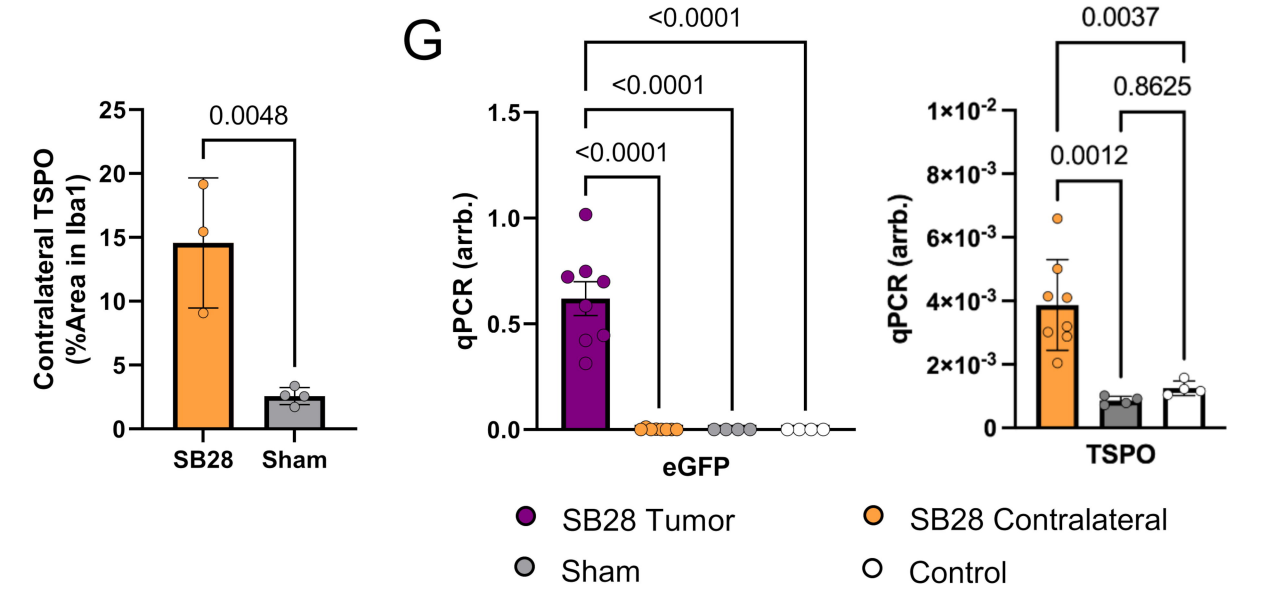 G
Contralateral TSPO
(%Area in Iba1)
25
20
15
10
5
0
0.0048
SB28 Sham
qPCR (arrb.)
1.5
1.0
0.5
0.0
<0.0001
<0.0001
<0.0001
eGFP
qPCR (arrb.)
1×10⁻²
8×10⁻³
6×10⁻³
4×10⁻³
2×10⁻³
0
0.0037
0.8625
0.0012
TSPO
SB28 Tumor
SB28 Contralateral
Sham
Control